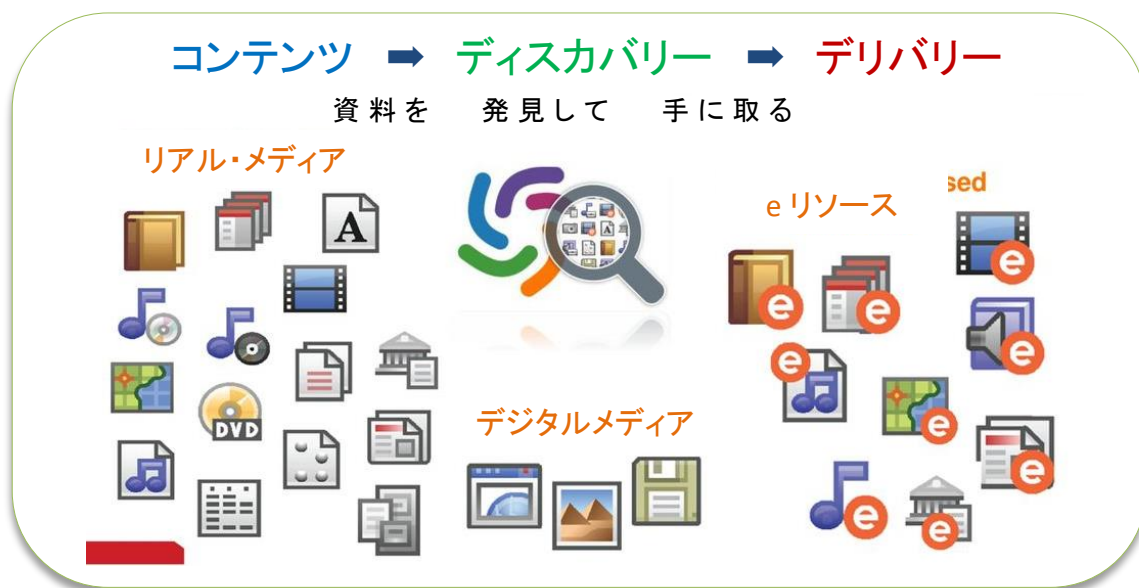 コンテンツ ➡ ディスカバリー ➡ デリバリー
資料を 発見して 手に取る
リアル・メディア
sed
e リソース
A
e
e
e
e
e
DVD
デジタルメディア
e
e
e
e